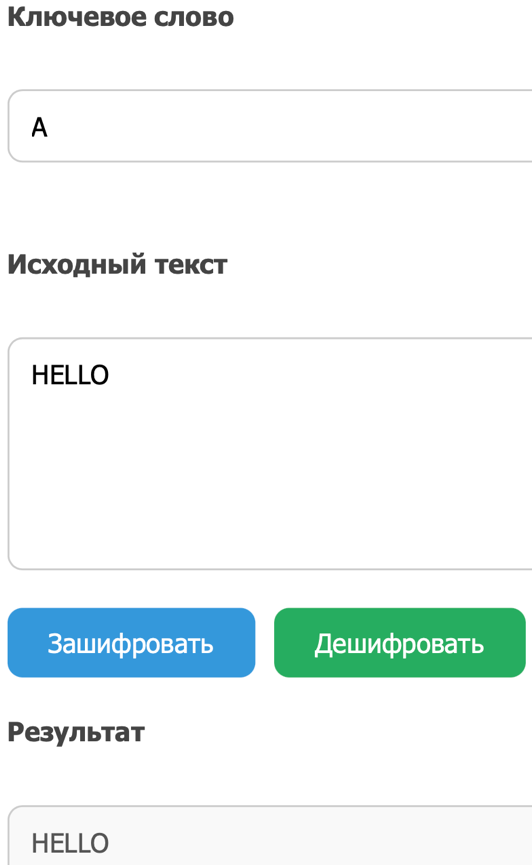 Ключевое слово
A
Исходный текст
HELLO
Зашифровать
Дешифровать
Результат
HELLO